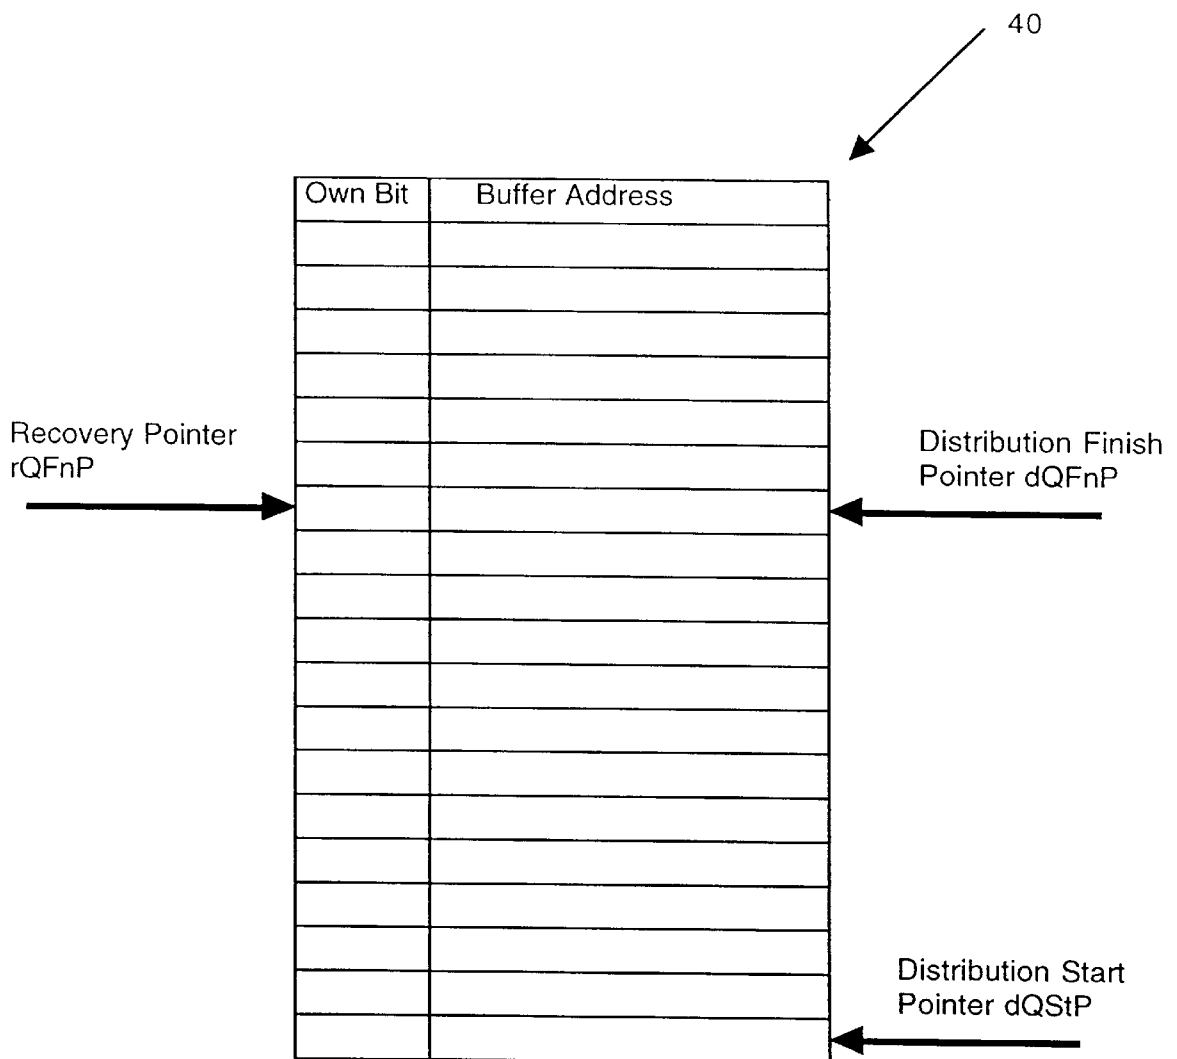 40
Own Bit
Buffer Address
Recovery Pointer
rQFnP
Distribution Finish
Pointer dQFnP
Distribution Start
Pointer dQStP